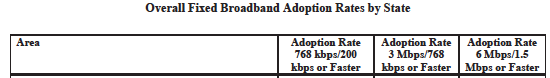 Overall Fixed Broadband Adoption Rates by State
Area
Adoption Rate
768 kbps/200
kbps or Faster
Adoption Rate
3 Mbps/768
kbps or Faster
Adoption Rate
6 Mbps/1.5
Mbps or Faster